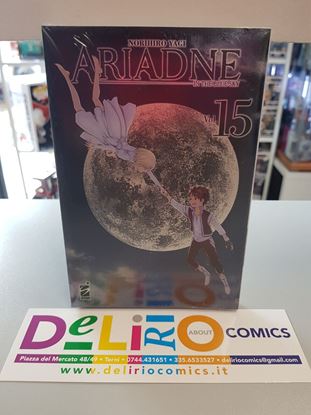 NORIHIRO YAGI
ARIADNE
IN THE BLUE SKY
Vol. 15
DeLiRiO ABOUT COMICS
Piazza del Mercato 48/49 • Terni • 0744.431651 • 335.6533527 • deliriocomics@gmail.com
www.deliriocomics.it